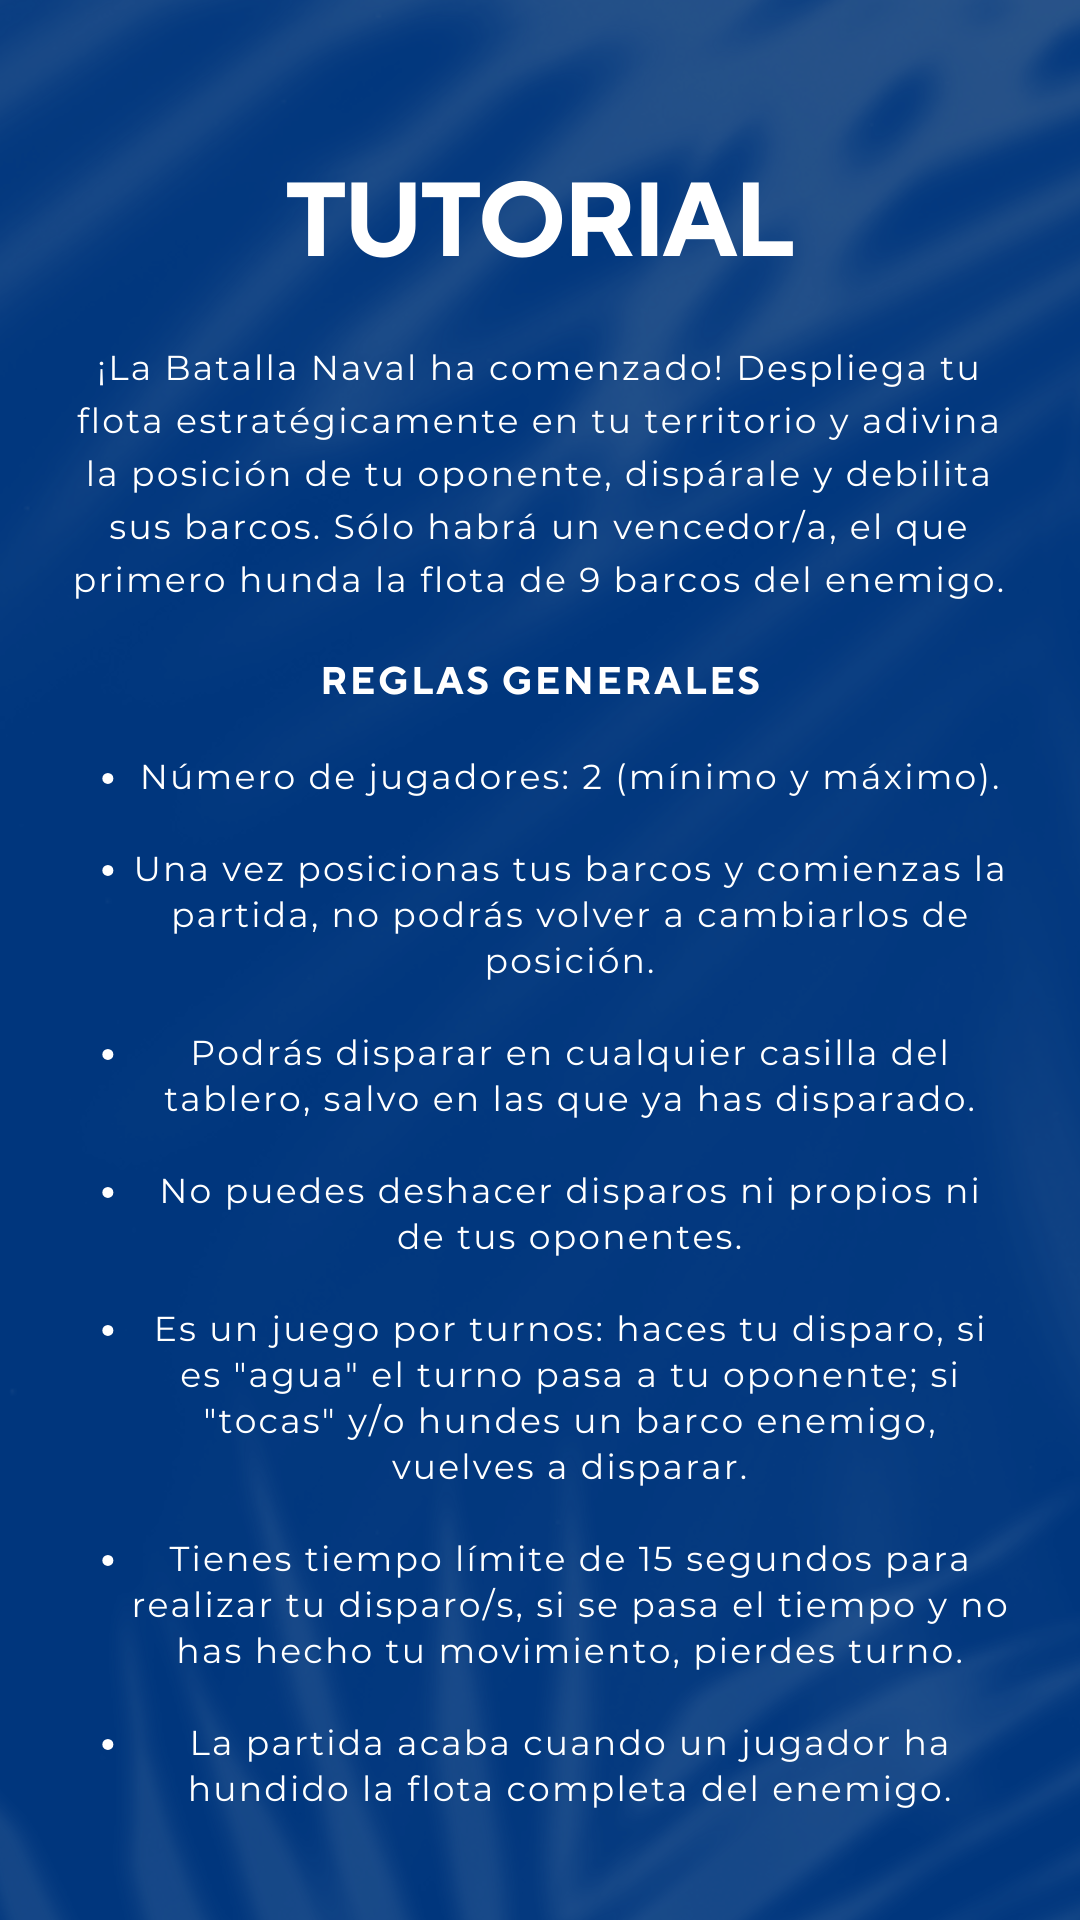 TUTORIAL
¡La Batalla Naval ha comenzado! Despliega tu
flota estratégicamente en tu territorio y adivina
la posición de tu oponente, dispárale y debilita
sus barcos. Sólo habrá un vencedor/a, el que
primero hunda la flota de 9 barcos del enemigo.
REGLAS GENERALES
• Número de jugadores: 2 (mínimo y máximo).
• Una vez posicionas tus barcos y comienzas la
partida, no podrás volver a cambiarlos de
posición.
• Podrás disparar en cualquier casilla del
tablero, salvo en las que ya has disparado.
• No puedes deshacer disparos ni propios ni
de tus oponentes.
• Es un juego por turnos: haces tu disparo, si
es "agua" el turno pasa a tu oponente; si
"tocas" y/o hundes un barco enemigo,
vuelves a disparar.
• Tienes tiempo límite de 15 segundos para
realizar tu disparo/s, si se pasa el tiempo y no
has hecho tu movimiento, pierdes turno.
• La partida acaba cuando un jugador ha
hundido la flota completa del enemigo.